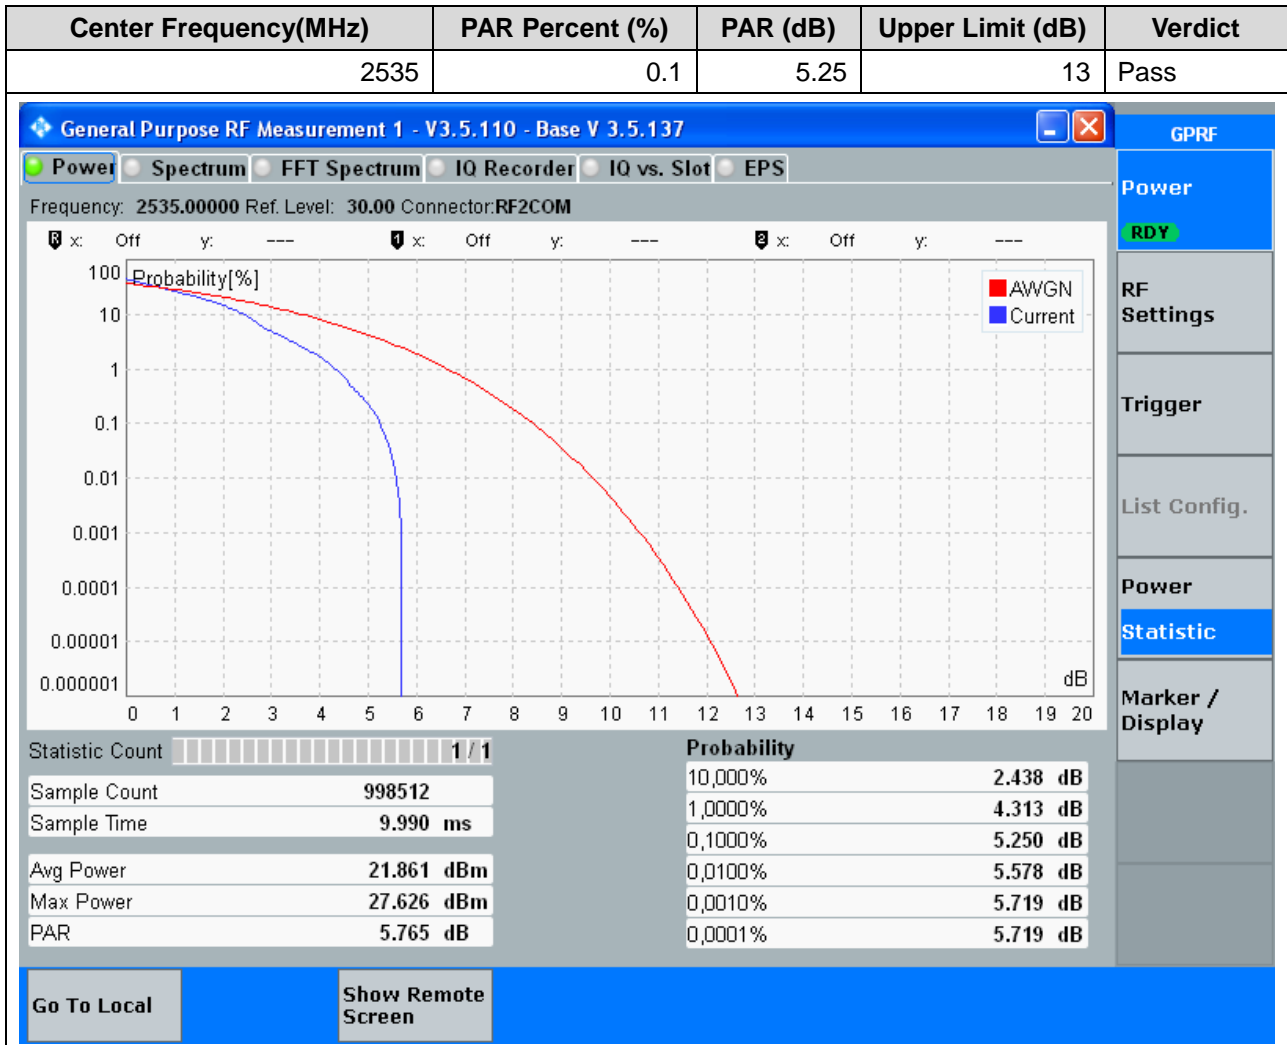 Center Frequency(MHz) PAR Percent (%) PAR (dB) Upper Limit (dB) Verdict
2535 0.1 5.25 13 Pass
General Purpose RF Measurement 1 - V3.5.110 - Base V 3.5.137
GPRF
Power Spectrum FFT Spectrum IQ Recorder IQ vs. Slot EPS
Power
RDY
Frequency: 2535.00000 Ref. Level: 30.00 Connector:RF2COM
R x: Off y: --- 1 x: Off y: --- 2 x: Off y: ---
Probability[%]
AWGN
Current
100
10
1
0.1
0.01
0.001
0.0001
0.00001
0.000001
dB
0 1 2 3 4 5 6 7 8 9 10 11 12 13 14 15 16 17 18 19 20
RF
Settings
Trigger
List Config.
Power
Statistic
Marker /
Display
Statistic Count 1 / 1
Sample Count 998512
Sample Time 9.990 ms
Avg Power 21.861 dBm
Max Power 27.626 dBm
PAR 5.765 dB
Probability
10,000% 2.438 dB
1,0000% 4.313 dB
0,1000% 5.250 dB
0,0100% 5.578 dB
0,0010% 5.719 dB
0,0001% 5.719 dB
Go To Local
Show Remote
Screen